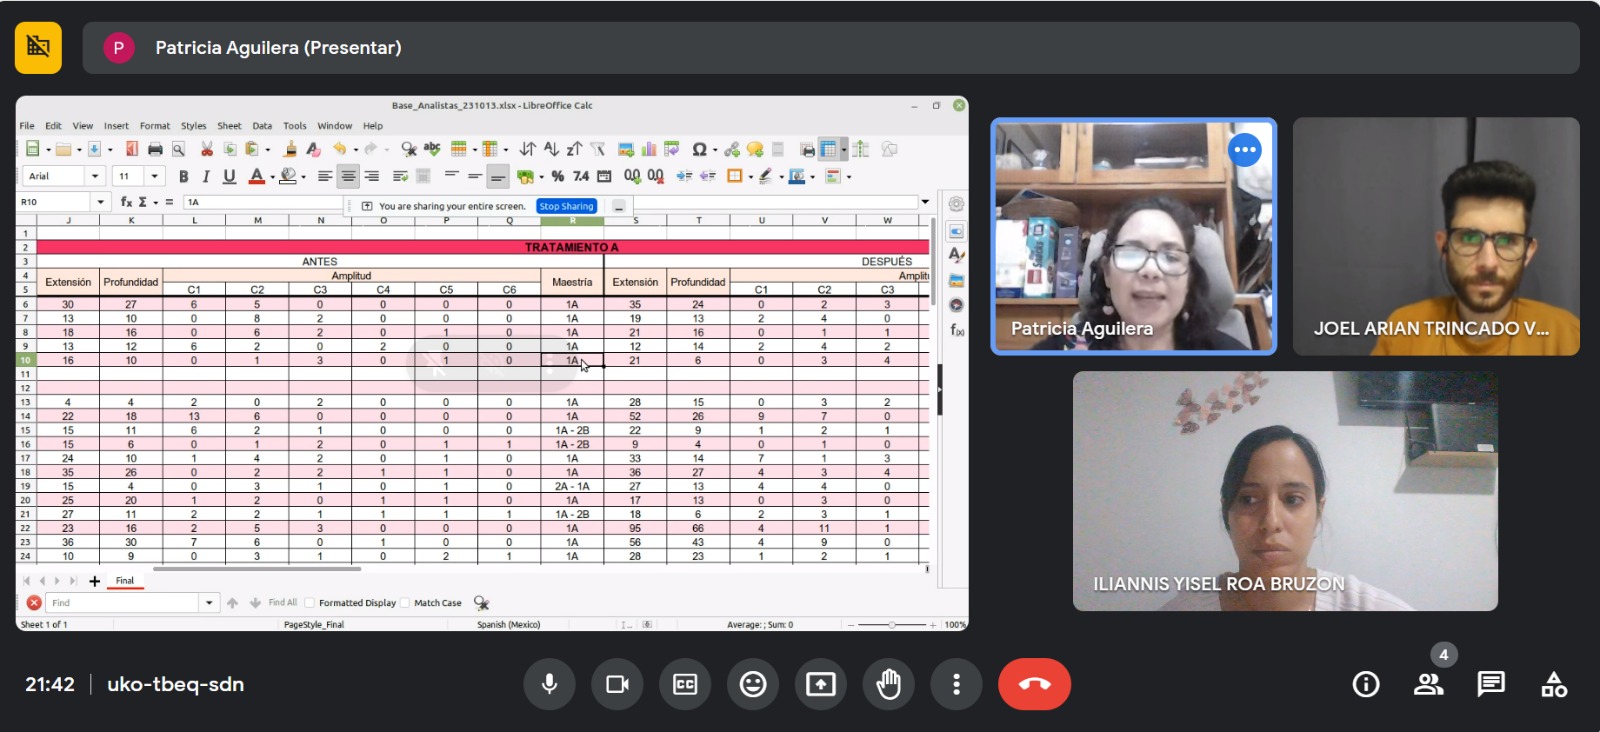 P Patricia Aguilera (Presentar)
Base_Analistas_231013.xlsx - LibreOffice Calc
File Edit View Insert Format Styles Sheet Data Tools Window Help
Arial 11 7.4
R10 fx Σ = 1A
You are sharing your entire screen. Stop Sharing
J K L M N O P Q R S T U V W
1
2 TRATAMIENTO A
3 ANTES DESPUÉS
4 Extensión Profundidad Amplitud Maestría Extensión Profundidad Amplit
5 C1 C2 C3 C4 C5 C6 C1 C2 C3
6 30 27 6 5 0 0 0 0 1A 35 24 0 2 3
7 13 10 0 8 2 0 0 0 1A 19 13 2 4 0
8 18 16 0 6 2 0 1 0 1A 21 16 0 1 1
9 13 12 6 2 0 2 0 0 1A 12 14 2 4 2
10 16 10 0 1 3 0 1 0 1A 21 6 0 3 4
11
12
13 4 4 2 0 2 0 0 0 1A 28 15 0 3 2
14 22 18 13 6 0 0 0 0 1A 52 26 9 7 0
15 15 11 6 2 1 0 0 0 1A - 2B 22 9 1 2 1
16 15 6 0 1 2 0 1 1 1A - 2B 9 4 0 1 0
17 24 10 1 4 2 0 1 0 1A 33 14 7 1 3
18 35 26 0 2 2 1 1 0 1A 36 27 4 3 4
19 15 4 0 3 1 0 1 0 2A - 1A 27 13 4 4 0
20 25 20 1 2 0 1 1 0 1A 17 13 0 3 0
21 27 11 2 2 1 1 1 1 1A - 2B 18 6 2 3 1
22 23 16 2 5 3 0 0 0 1A 95 66 4 11 1
23 36 30 7 6 0 1 0 0 1A 56 43 4 9 0
24 10 9 0 3 1 0 2 1 1A 28 23 1 2 1
Final
Find Find All Formatted Display Match Case
Sheet 1 of 1 PageStyle_Final Spanish (Mexico) Average: ; Sum: 0 100%
Patricia Aguilera
JOEL ARIAN TRINCADO V...
ILIANNIS YISEL ROA BRUZON
21:42 | uko-tbeq-sdn
CC
4